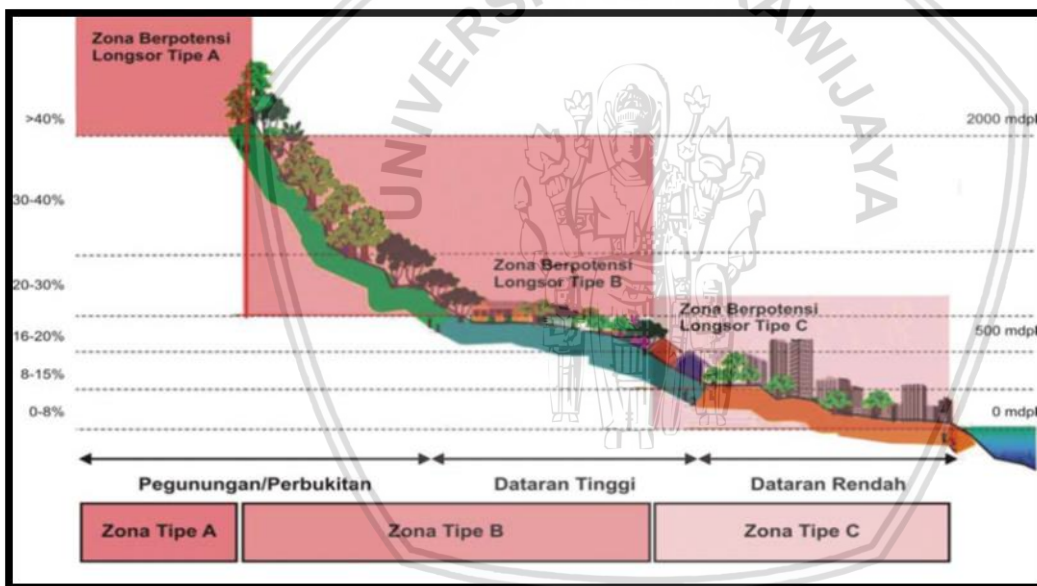 Zona Berpotensi
Longsor Tipe A
>40%
2000 mdpl
30-40%
Zona Berpotensi
Longsor Tipe B
20-30%
Zona Berpotensi
Longsor Tipe C
16-20%
500 mdpl
8-15%
0-8%
0 mdpl
Pegunungan/Perbukitan
Dataran Tinggi
Dataran Rendah
Zona Tipe A
Zona Tipe B
Zona Tipe C